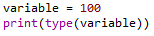 variable = 100
print(type(variable))